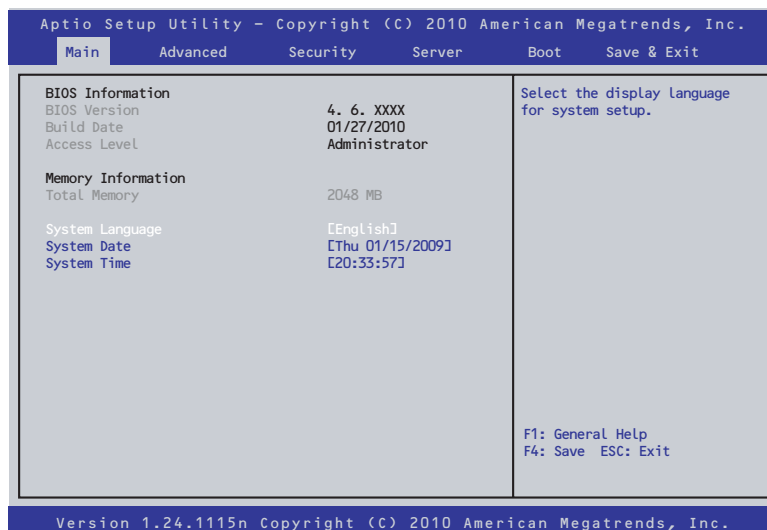 Aptio Setup Utility – Copyright (C) 2010 American Megatrends, Inc.
Main Advanced Security Server Boot Save & Exit
BIOS Information
BIOS Version 4. 6. XXXX
Build Date 01/27/2010
Access Level Administrator
Memory Information
Total Memory 2048 MB
System Language [English]
System Date [Thu 01/15/2009]
System Time [20:33:57]
Select the display language
for system setup.
F1: General Help
F4: Save ESC: Exit
Version 1.24.1115n Copyright (C) 2010 American Megatrends, Inc.